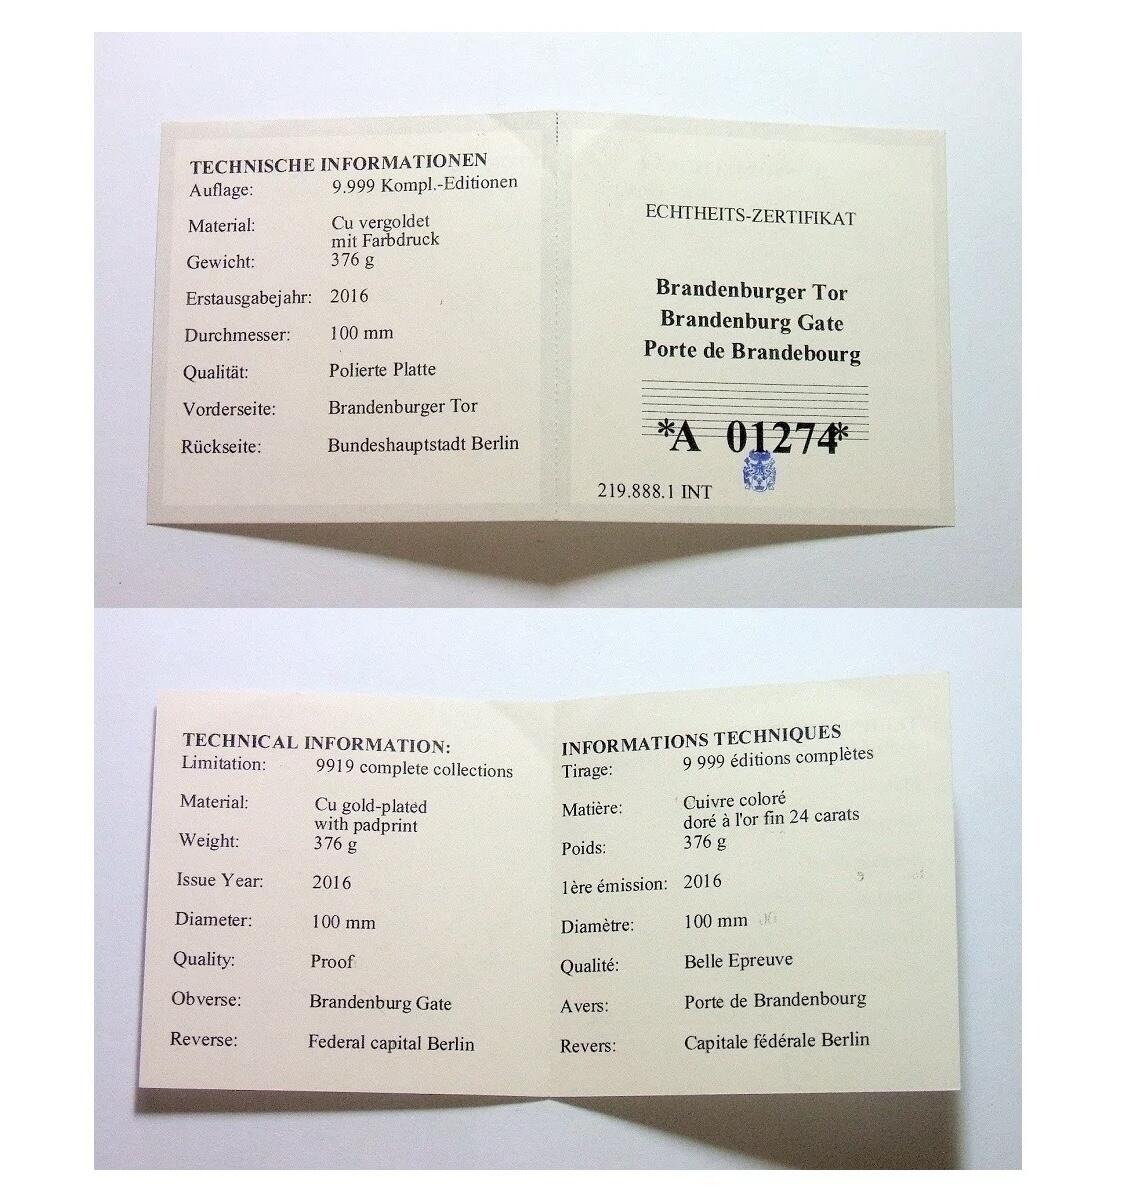 TECHNISCHE INFORMATIONEN
Auflage: 9.999 Kompl.-Editionen
Material: Cu vergoldet
mit Farbdruck
Gewicht: 376 g
Erstausgabejahr: 2016
Durchmesser: 100 mm
Qualität: Polierte Platte
Vorderseite: Brandenburger Tor
Rückseite: Bundeshauptstadt Berlin
ECHTHEITS-ZERTIFIKAT
Brandenburger Tor
Brandenburg Gate
Porte de Brandebourg
*A 01274*
219.888.1 INT
TECHNICAL INFORMATION:
Limitation: 9919 complete collections
Material: Cu gold-plated
with padprint
Weight: 376 g
Issue Year: 2016
Diameter: 100 mm
Quality: Proof
Obverse: Brandenburg Gate
Reverse: Federal capital Berlin
INFORMATIONS TECHNIQUES
Tirage: 9 999 éditions complètes
Matière: Cuivre coloré
doré à l'or fin 24 carats
Poids: 376 g
1ère émission: 2016
Diamètre: 100 mm
Qualité: Belle Epreuve
Avers: Porte de Brandenbourg
Revers: Capitale fédérale Berlin